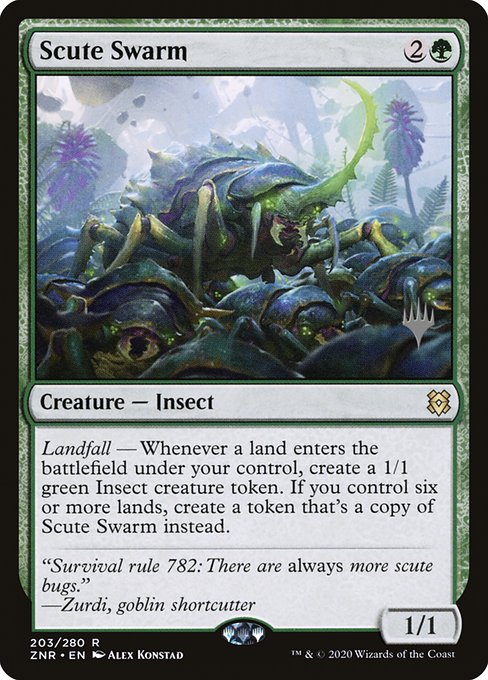 Scute Swarm 2
Creature — Insect
Landfall — Whenever a land enters the
battlefield under your control, create a 1/1
green Insect creature token. If you control six
or more lands, create a token that's a copy of
Scute Swarm instead.
“Survival rule 782: There are always more scute
bugs.”
—Zurdi, goblin shortcutter
1/1
203/280 R
ZNR • EN Alex Konstad
™ & © 2020 Wizards of the Coast